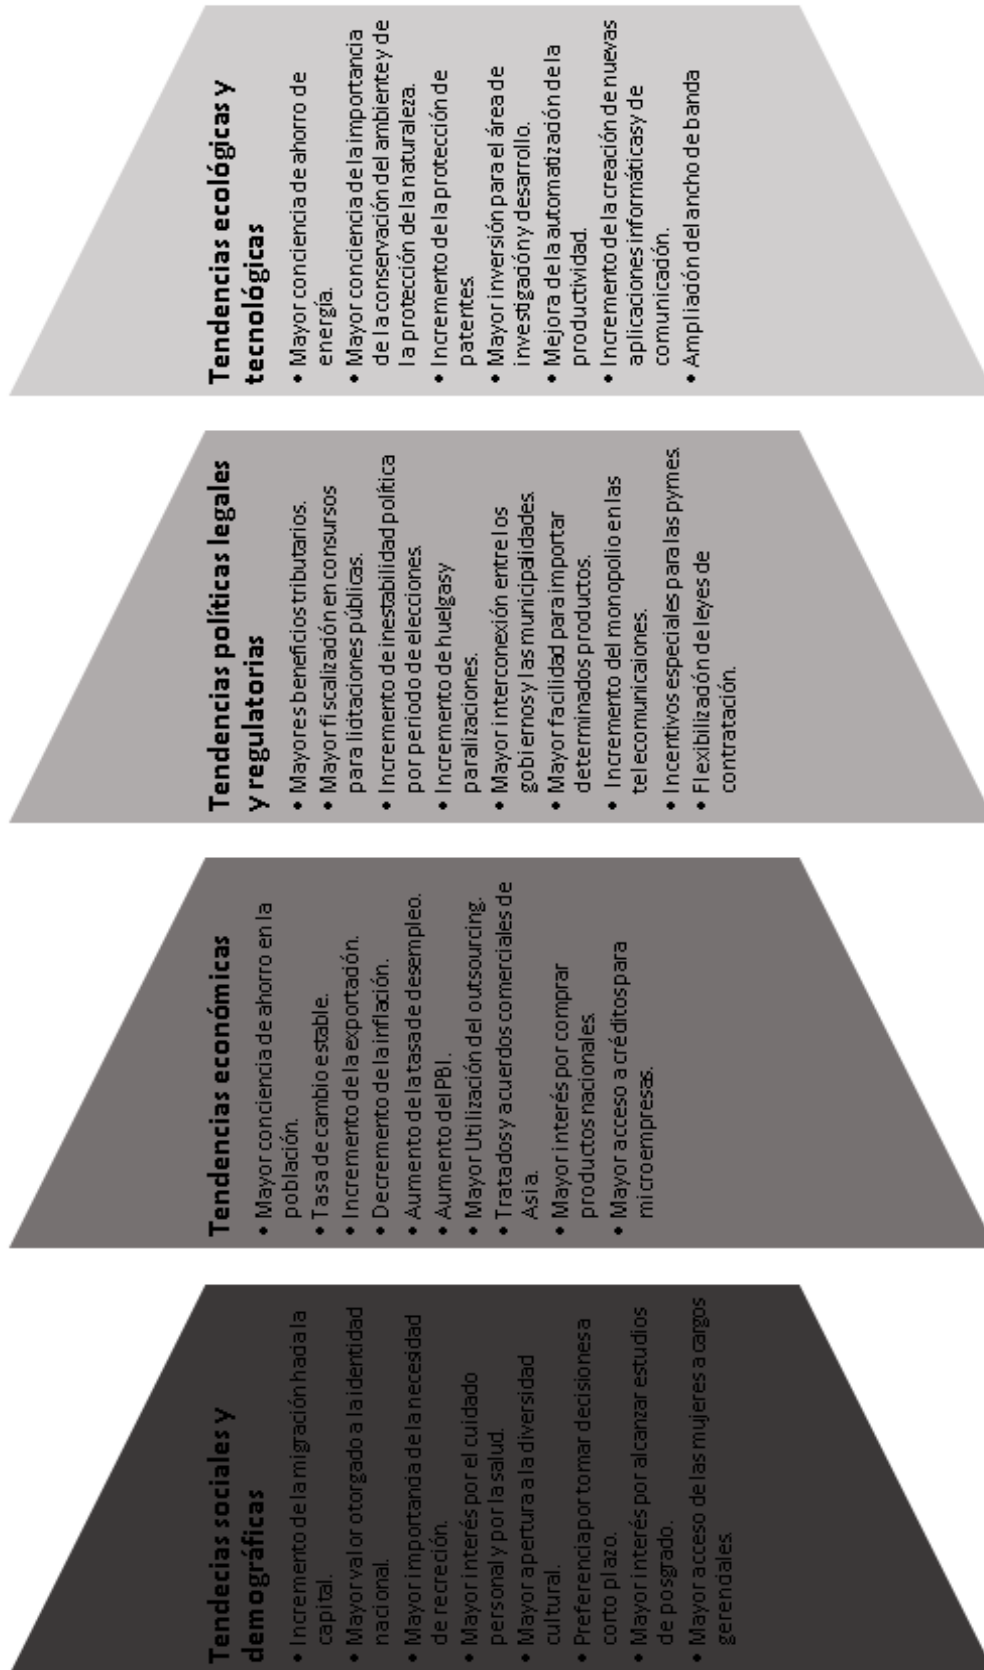 Tendecias sociales y
demográficas
• Incremento de la migración hacia la
capital.
• Mayor valor otorgado a la identidad
nacional.
• Mayor importancia de la necesidad
de recreción.
• Mayor interés por el cuidado
personal y por la salud.
• Mayor apertura a la diversidad
cultural.
• Preferencia por tomar decisiones a
corto plazo.
• Mayor interés por alcanzar estudios
de posgrado.
• Mayor acceso de las mujeres a cargos
gerenciales.
Tendencias económicas
• Mayor conciencia de ahorro en la
población.
• Tasa de cambio estable.
• Incremento de la exportación.
• Decremento de la inflación.
• Aumento de la tasa de desempleo.
• Aumento del PBI.
• Mayor Utilización del outsourcing.
• Tratados y acuerdos comerciales de
Asia.
• Mayor interés por comprar
productos nacionales.
• Mayor acceso a créditos para
microempresas.
Tendencias políticas legales
y regulatorias
• Mayores beneficios tributarios.
• Mayor fiscalización en consursos
para licitaciones públicas.
• Incremento de inestabilidad política
por periodo de elecciones.
• Incremento de huelgas y
paralizaciones.
• Mayor interconexión entre los
gobiernos y las municipalidades.
• Mayor facilidad para importar
determinados productos.
• Incremento del monopolio en las
telecomunicaiones.
• Incentivos especiales para las pymes.
• Flexibilización de leyes de
contratación.
Tendencias ecológicas y
tecnológicas
• Mayor conciencia de ahorro de
energía.
• Mayor conciencia de la importancia
de la conservación del ambiente y de
la protección de la naturaleza.
• Incremento de la protección de
patentes.
• Mayor inversión para el área de
investigación y desarrollo.
• Mejora de la automatización de la
productividad.
• Incremento de la creación de nuevas
aplicaciones informáticas y de
comunicación.
• Ampliación del ancho de banda